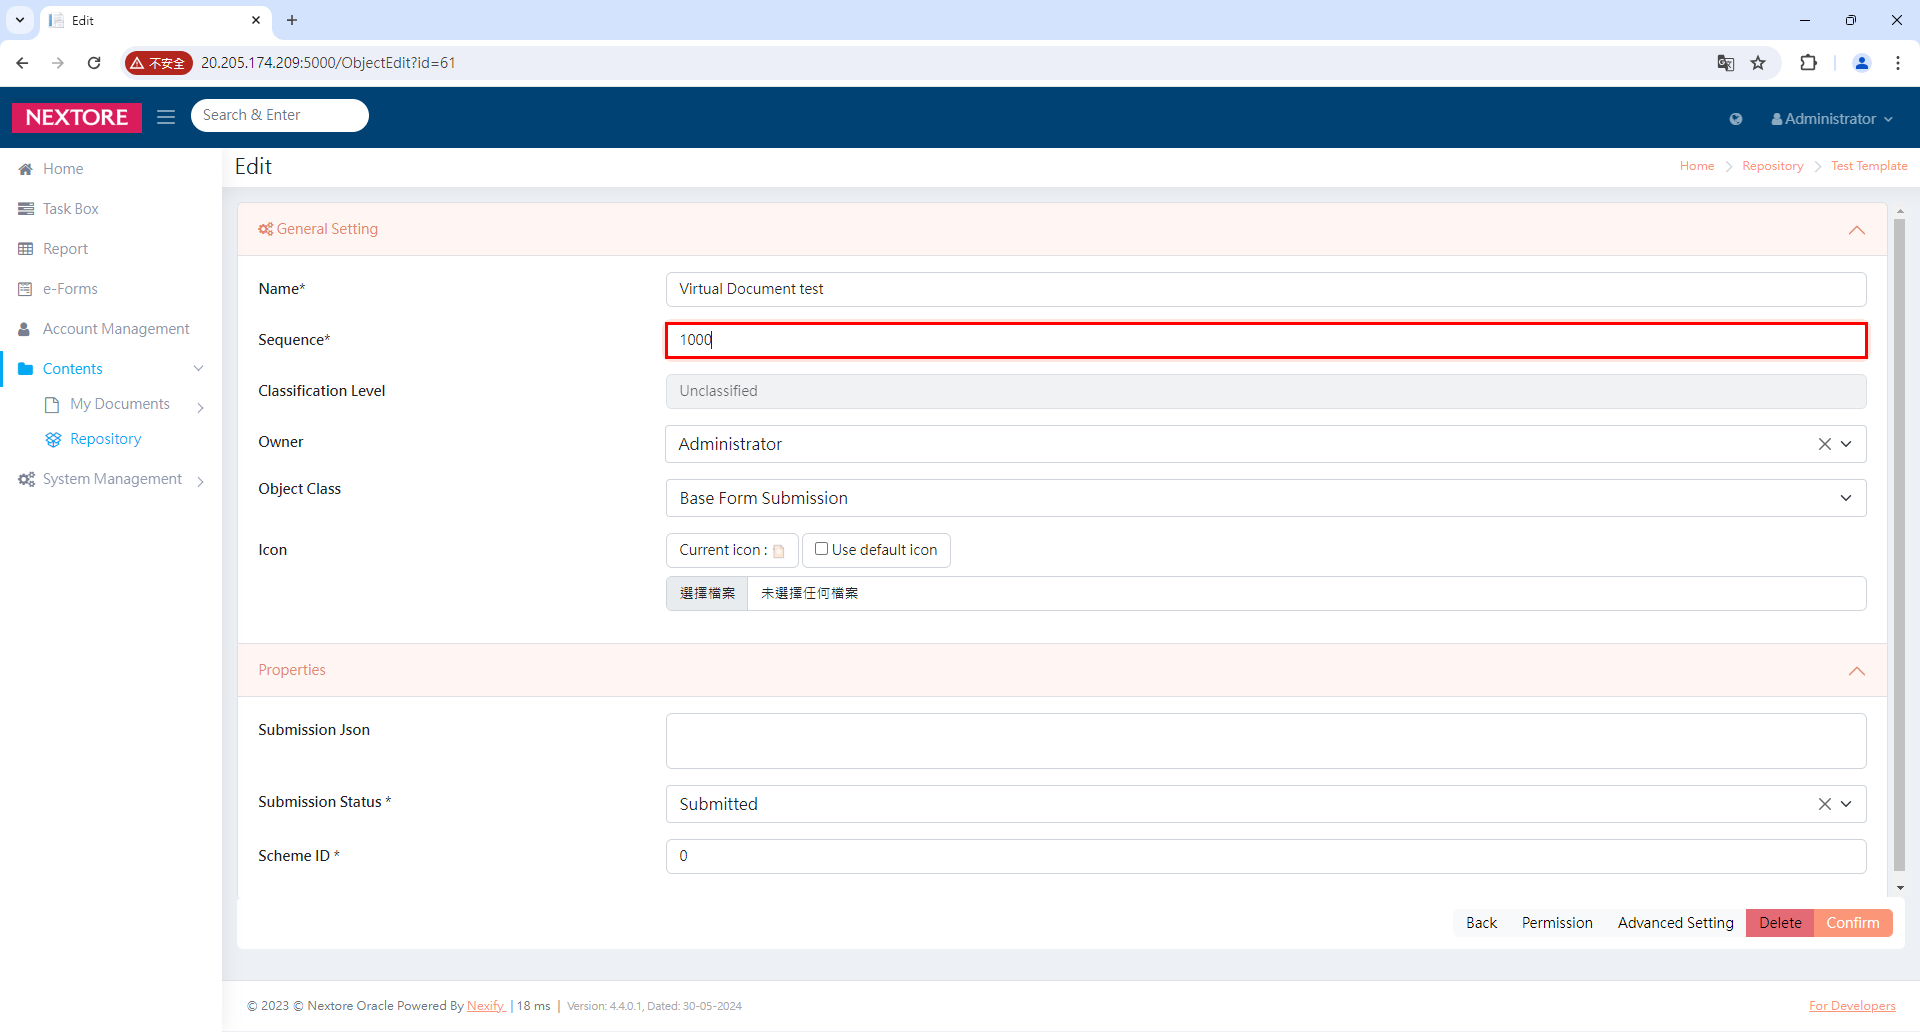 Edit
不安全
20.205.174.209:5000/ObjectEdit?id=61
NEXTORE
Search & Enter
Administrator
Home
Task Box
Report
e-Forms
Account Management
Contents
My Documents
Repository
System Management
Edit
Home
Repository
Test Template
General Setting
Name*
Virtual Document test
Sequence*
1000
Classification Level
Unclassified
Owner
Administrator
Object Class
Base Form Submission
Icon
Current icon :
Use default icon
選擇檔案
未選擇任何檔案
Properties
Submission Json
Submission Status *
Submitted
Scheme ID *
0
Back
Permission
Advanced Setting
Delete
Confirm
© 2023 © Nextore Oracle Powered By Nexify | 18 ms | Version: 4.4.0.1, Dated: 30-05-2024
For Developers